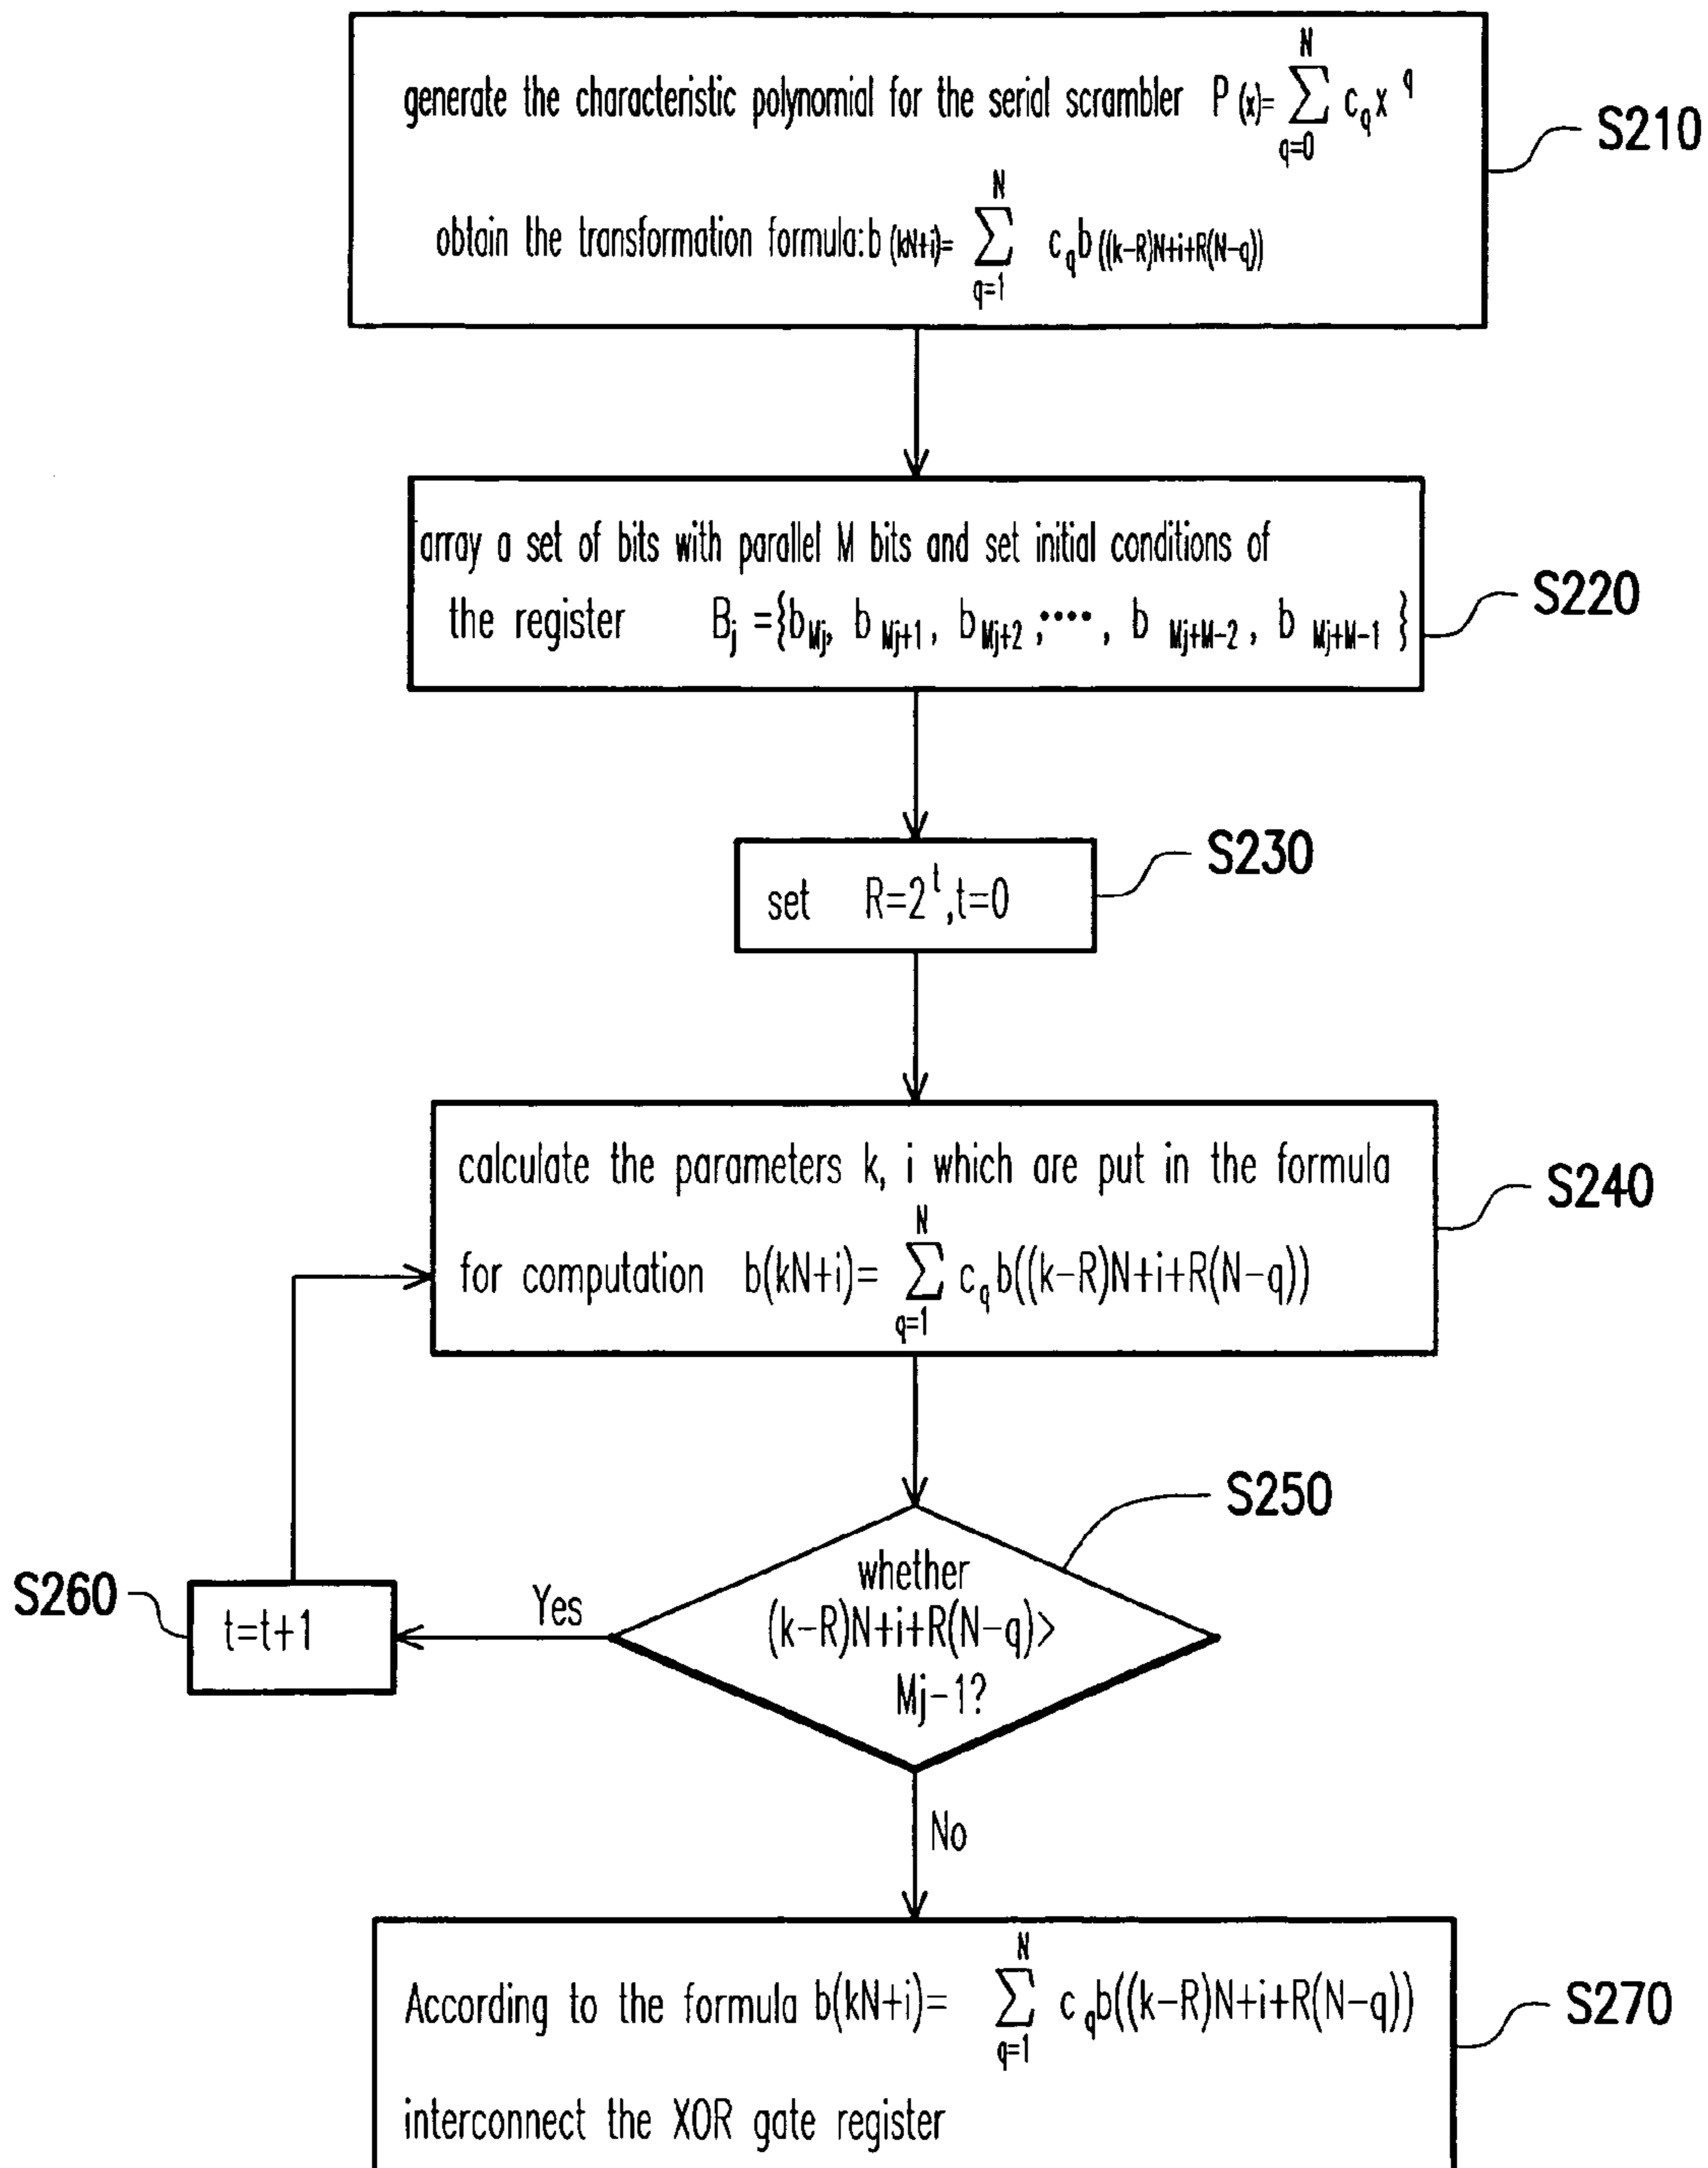 generate the characteristic polynomial for the serial scrambler P(x)= N Σ q=0 c_q x^q
S210
obtain the transformation formula: b(kN+i)= N Σ q=1 c_q b((k-R)N+i+R(N-q))
array a set of bits with parallel M bits and set initial conditions of
S220
the register B_j ={b_Mj, b_Mj+1, b_Mj+2,····, b_Mj+M-2, b_Mj+M-1 }
S230
set R=2^t,t=0
calculate the parameters k, i which are put in the formula
S240
for computation b(kN+i)= N Σ q=1 c_q b((k-R)N+i+R(N-q))
S250
whether
(k-R)N+i+R(N-q)>
Mj-1?
Yes
S260
t=t+1
No
According to the formula b(kN+i)= N Σ q=1 c_q b((k-R)N+i+R(N-q))
S270
interconnect the XOR gate register